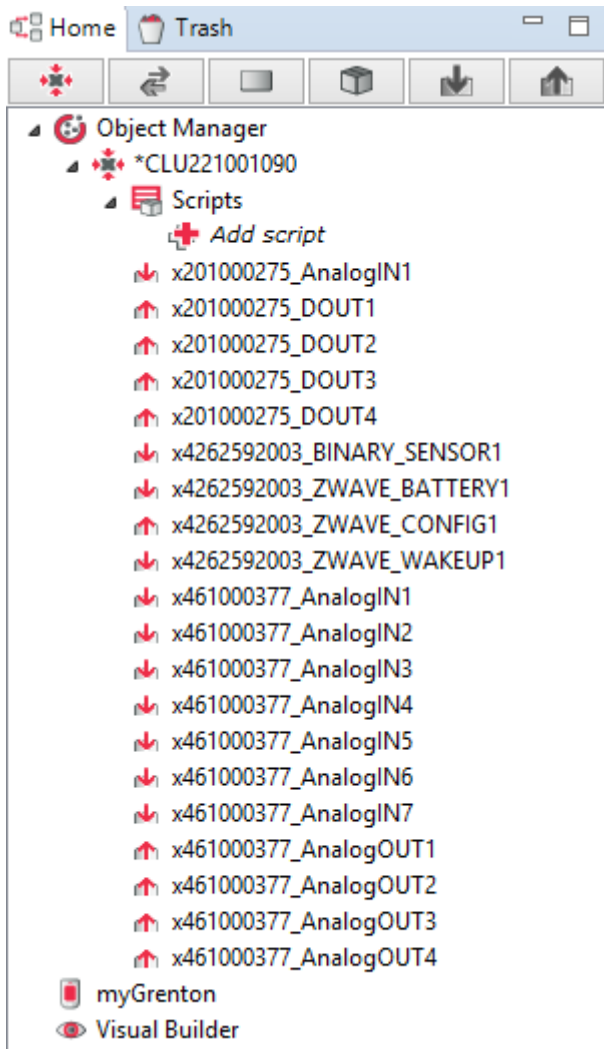 Home Trash
Object Manager
*CLU221001090
Scripts
Add script
x201000275_AnalogIN1
x201000275_DOUT1
x201000275_DOUT2
x201000275_DOUT3
x201000275_DOUT4
x4262592003_BINARY_SENSOR1
x4262592003_ZWAVE_BATTERY1
x4262592003_ZWAVE_CONFIG1
x4262592003_ZWAVE_WAKEUP1
x461000377_AnalogIN1
x461000377_AnalogIN2
x461000377_AnalogIN3
x461000377_AnalogIN4
x461000377_AnalogIN5
x461000377_AnalogIN6
x461000377_AnalogIN7
x461000377_AnalogOUT1
x461000377_AnalogOUT2
x461000377_AnalogOUT3
x461000377_AnalogOUT4
myGrenton
Visual Builder